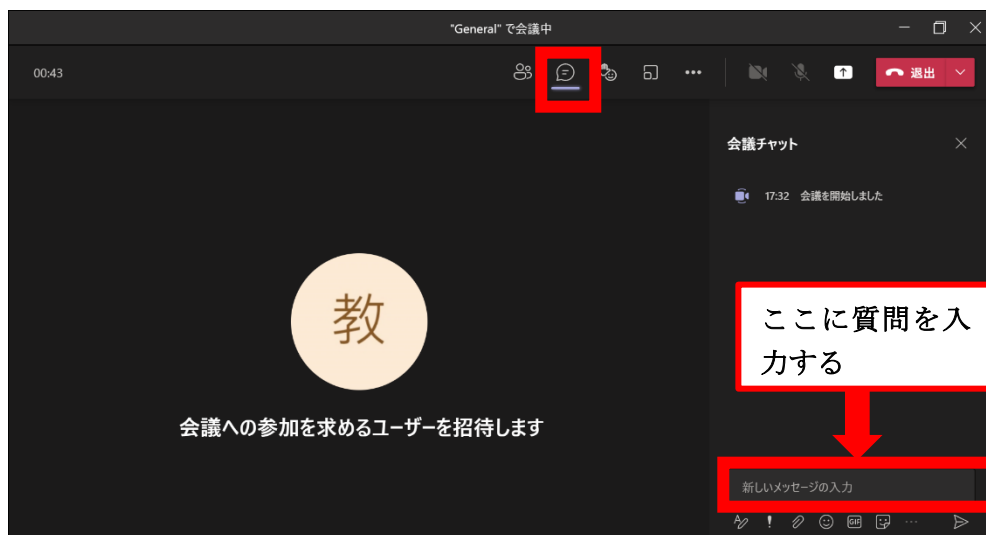 "General" で会議中
00:43
退出
会議チャット
17:32 会議を開始しました
教
ここに質問を入
力する
会議への参加を求めるユーザーを招待します
新しいメッセージの入力
GIF